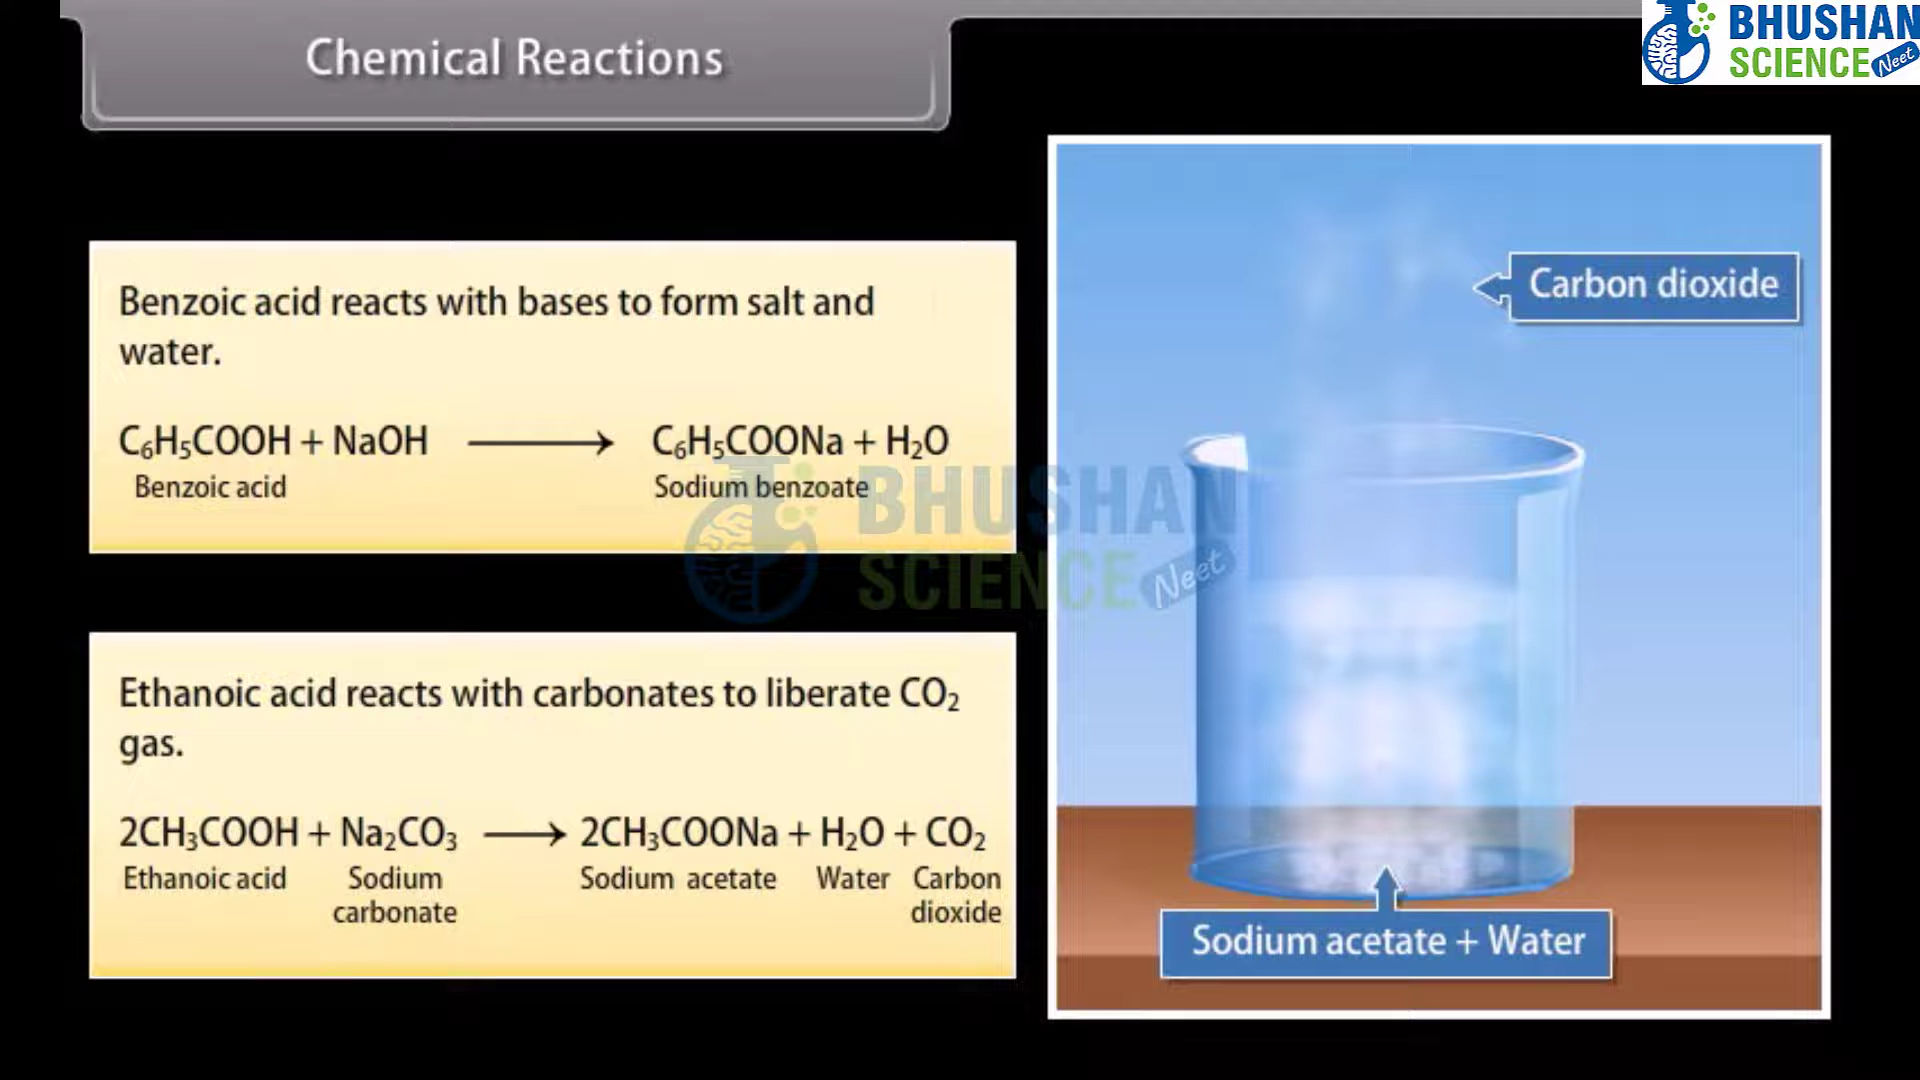 Chemical Reactions
BHUSHAN
SCIENCE Neet
Benzoic acid reacts with bases to form salt and
water.
C₆H₅COOH + NaOH ⟶ C₆H₅COONa + H₂O
Benzoic acid Sodium benzoate
Ethanoic acid reacts with carbonates to liberate CO₂
gas.
2CH₃COOH + Na₂CO₃ ⟶ 2CH₃COONa + H₂O + CO₂
Ethanoic acid Sodium Sodium acetate Water Carbon
carbonate dioxide
Carbon dioxide
Sodium acetate + Water
BHUSHAN
SCIENCE Neet